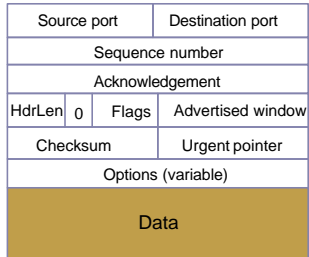 Source port Destination port
Sequence number
Acknowledgement
HdrLen 0 Flags Advertised window
Checksum Urgent pointer
Options (variable)
Data